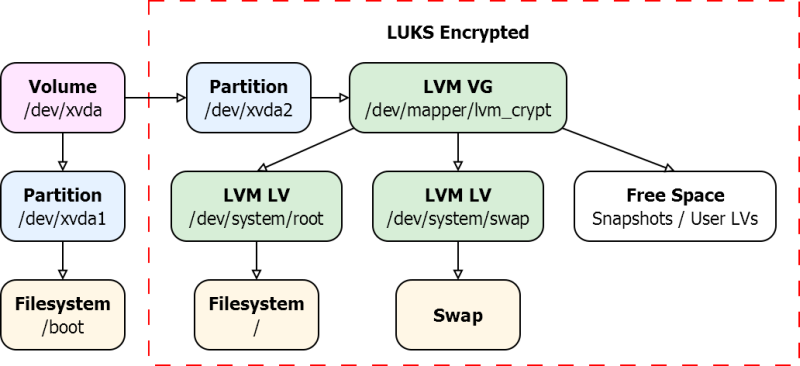 LUKS Encrypted
Volume
/dev/xvda
Partition
/dev/xvda2
LVM VG
/dev/mapper/lvm_crypt
Partition
/dev/xvda1
LVM LV
/dev/system/root
LVM LV
/dev/system/swap
Free Space
Snapshots / User LVs
Filesystem
/boot
Filesystem
/
Swap